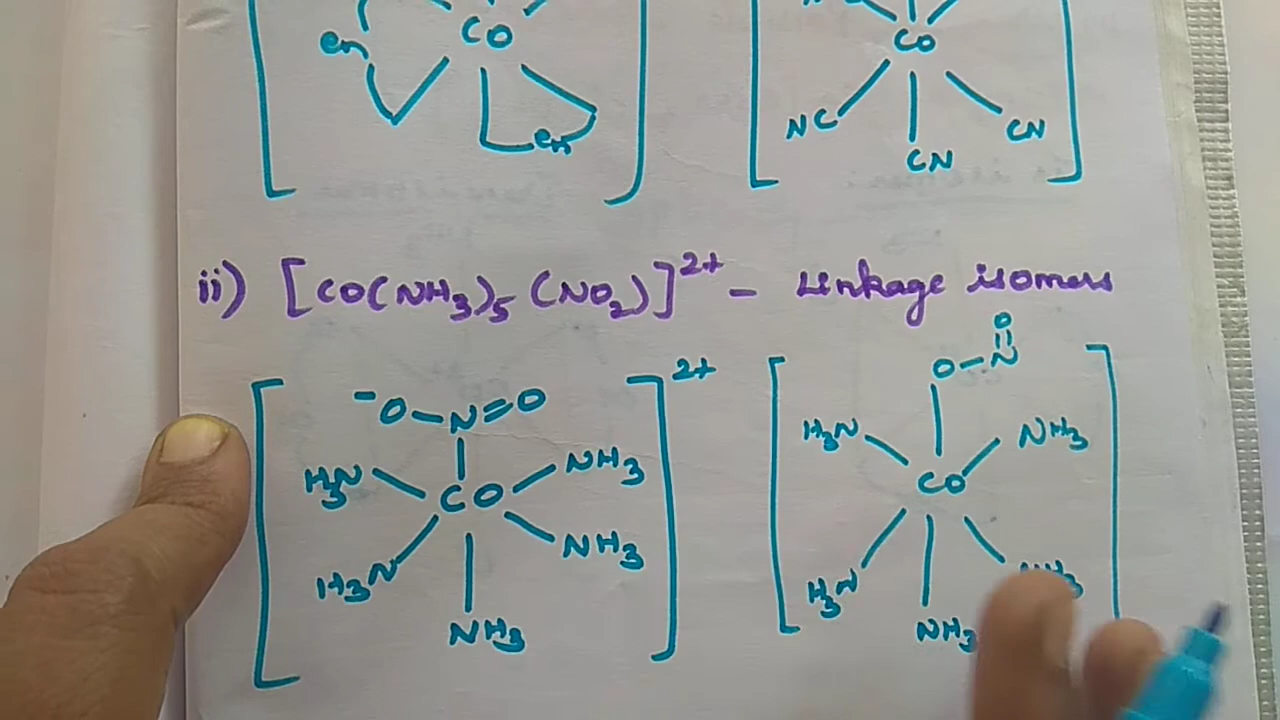 en Co Co
NC CN
CN
en
ii) [CO(NH3)5 (NO2)]2+ - Linkage isomers
O
-O-N=O 2+ O-N
H3N NH3 H3N NH3
CO Co
NH3
H3N H3N NH3
NH3 NH3